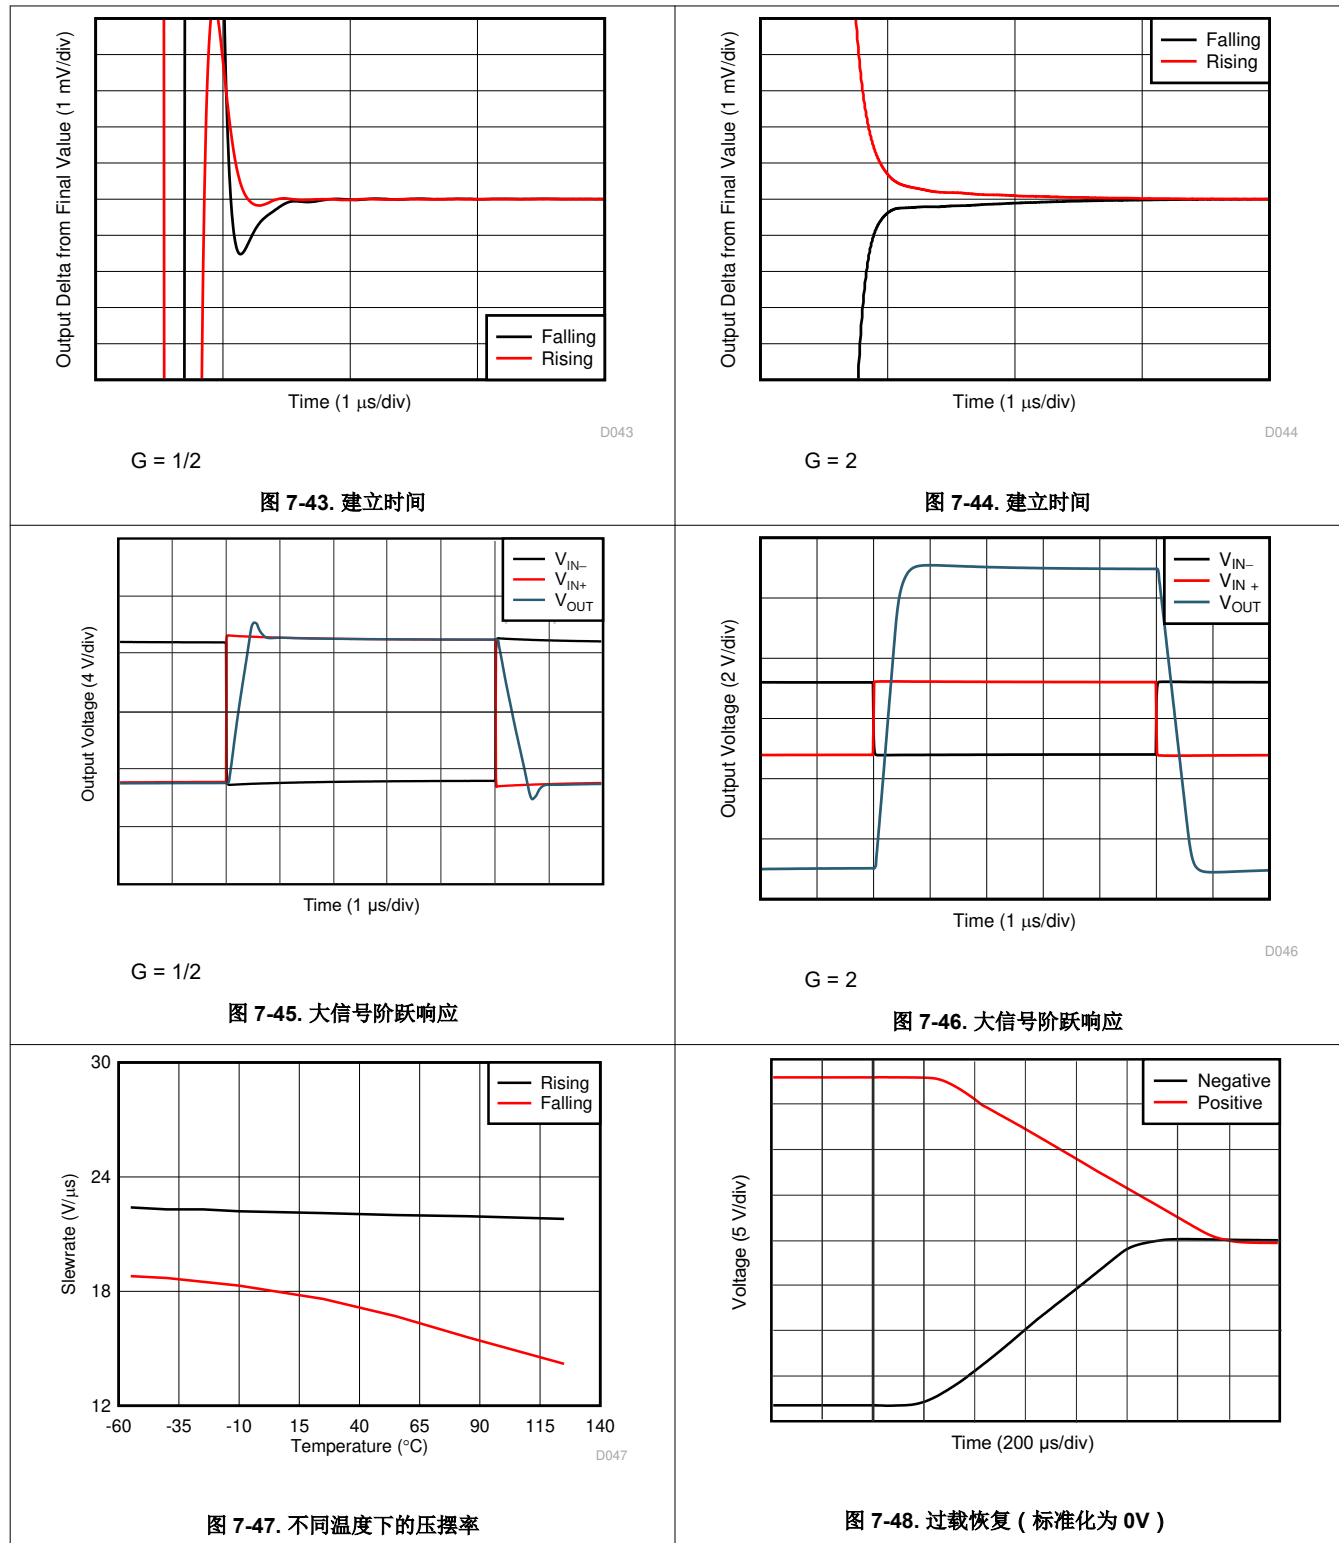 Output Delta from Final Value (1 mV/div)
Falling
Rising
Time (1 μs/div)
D043
G = 1/2
图 7-43. 建立时间
Output Delta from Final Value (1 mV/div)
Falling
Rising
Time (1 μs/div)
D044
G = 2
图 7-44. 建立时间
Output Voltage (4 V/div)
VIN–
VIN+
VOUT
Time (1 μs/div)
G = 1/2
图 7-45. 大信号阶跃响应
Output Voltage (2 V/div)
VIN–
VIN +
VOUT
Time (1 μs/div)
D046
G = 2
图 7-46. 大信号阶跃响应
Slewrate (V/μs)
30
24
18
12
Rising
Falling
-60 -35 -10 15 40 65 90 115 140
Temperature (°C)
D047
图 7-47. 不同温度下的压摆率
Voltage (5 V/div)
Negative
Positive
Time (200 μs/div)
图 7-48. 过载恢复（标准化为 0V）